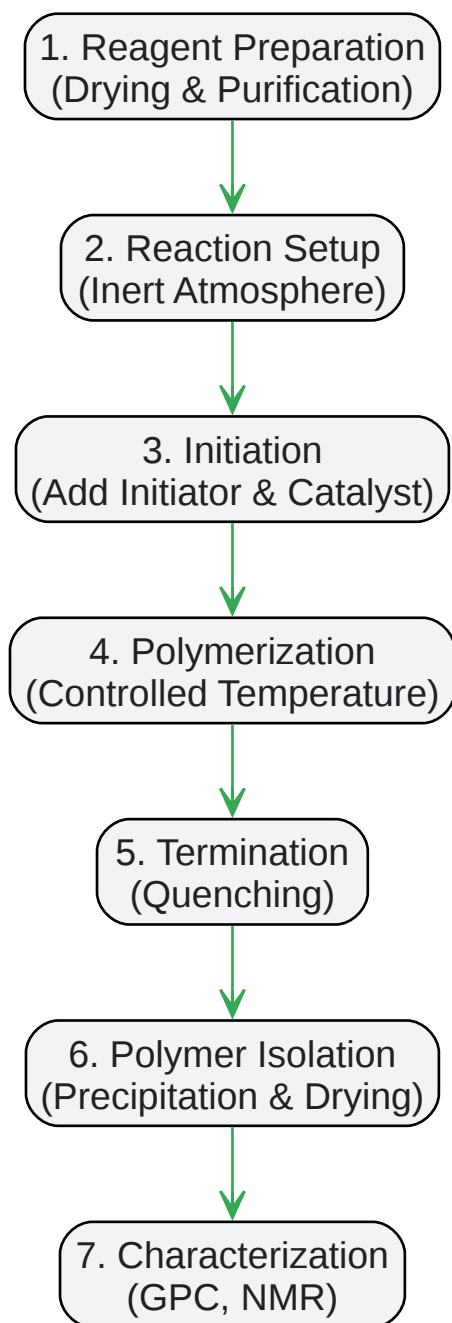 1. Reagent Preparation
(Drying & Purification)
2. Reaction Setup
(Inert Atmosphere)
3. Initiation
(Add Initiator & Catalyst)
4. Polymerization
(Controlled Temperature)
5. Termination
(Quenching)
6. Polymer Isolation
(Precipitation & Drying)
7. Characterization
(GPC, NMR)